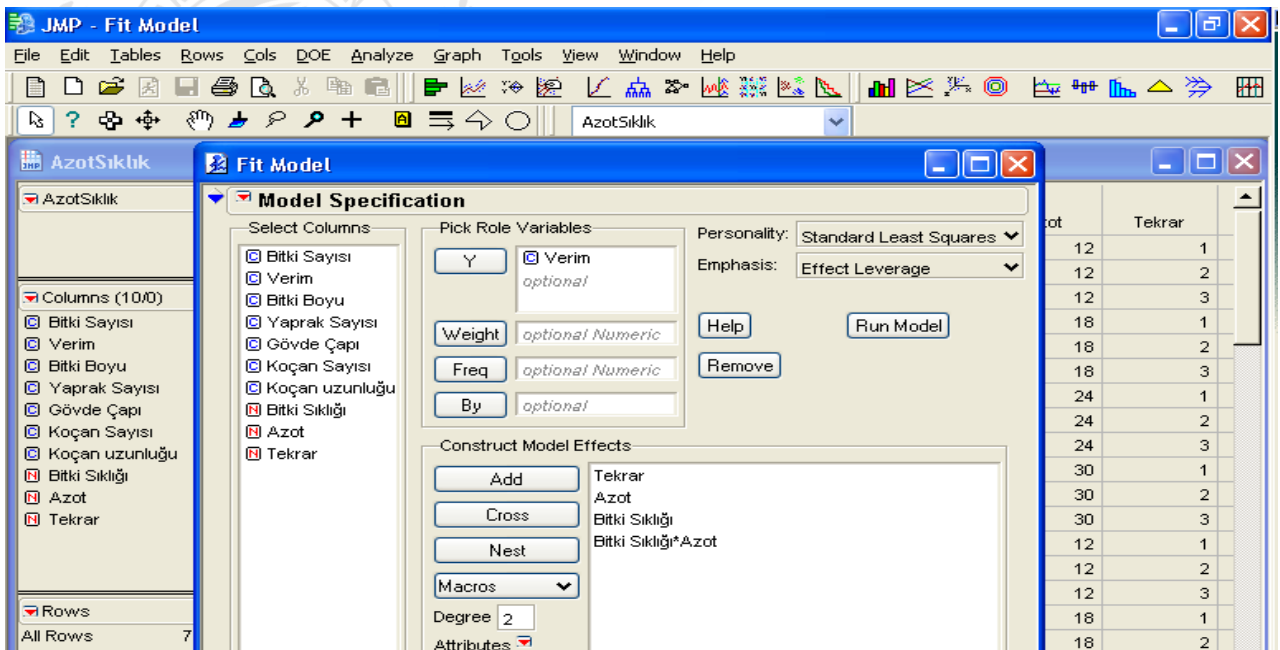 JMP - Fit Model
File Edit Tables Rows Cols DOE Analyze Graph Tools View Window Help
AzotSıklık
AzotSıklık
Fit Model
AzotSıklık
Columns (10/0)
Bitki Sayısı
Verim
Bitki Boyu
Yaprak Sayısı
Gövde Çapı
Koçan Sayısı
Koçan uzunluğu
Bitki Sıklığı
Azot
Tekrar
Rows
All Rows 7
Model Specification
Select Columns
Bitki Sayısı
Verim
Bitki Boyu
Yaprak Sayısı
Gövde Çapı
Koçan Sayısı
Koçan uzunluğu
Bitki Sıklığı
Azot
Tekrar
Pick Role Variables
Y Verim
optional
Weight optional Numeric
Freq optional Numeric
By optional
Personality: Standard Least Squares
Emphasis: Effect Leverage
Help Run Model
Remove
Construct Model Effects
Add
Cross
Nest
Macros
Degree 2
Attributes
Tekrar
Azot
Bitki Sıklığı
Bitki Sıklığı*Azot
zot Tekrar
12 1
12 2
12 3
18 1
18 2
18 3
24 1
24 2
24 3
30 1
30 2
30 3
12 1
12 2
12 3
18 1
18 2